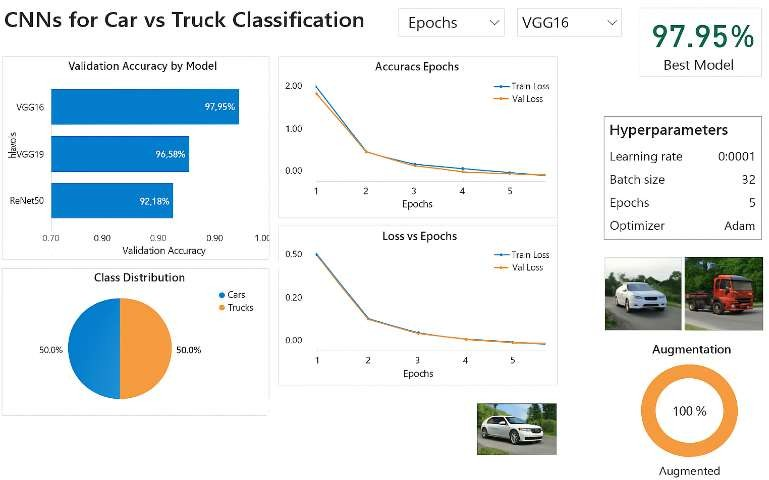 CNNs for Car vs Truck Classification
Epochs
VGG16
97.95%
Best Model
Validation Accuracy by Model
VGG16
97,95%
VGG19
96,58%
ReNet50
92,18%
0.70 0.90 0.90 0.90 1.00
Validation Accuracy
Accuracs Epochs
Train Loss
Val Loss
2.00
1.00
0.00
1 2 3 4 5
Epochs
Hyperparameters
Learning rate 0:0001
Batch size 32
Epochs 5
Optimizer Adam
Class Distribution
Cars
Trucks
50.0%
50.0%
Loss vs Epochs
Train Loss
Val Loss
0.50
0.20
0.00
1 2 3 4 5
Epochs
Augmentation
100 %
Augmented